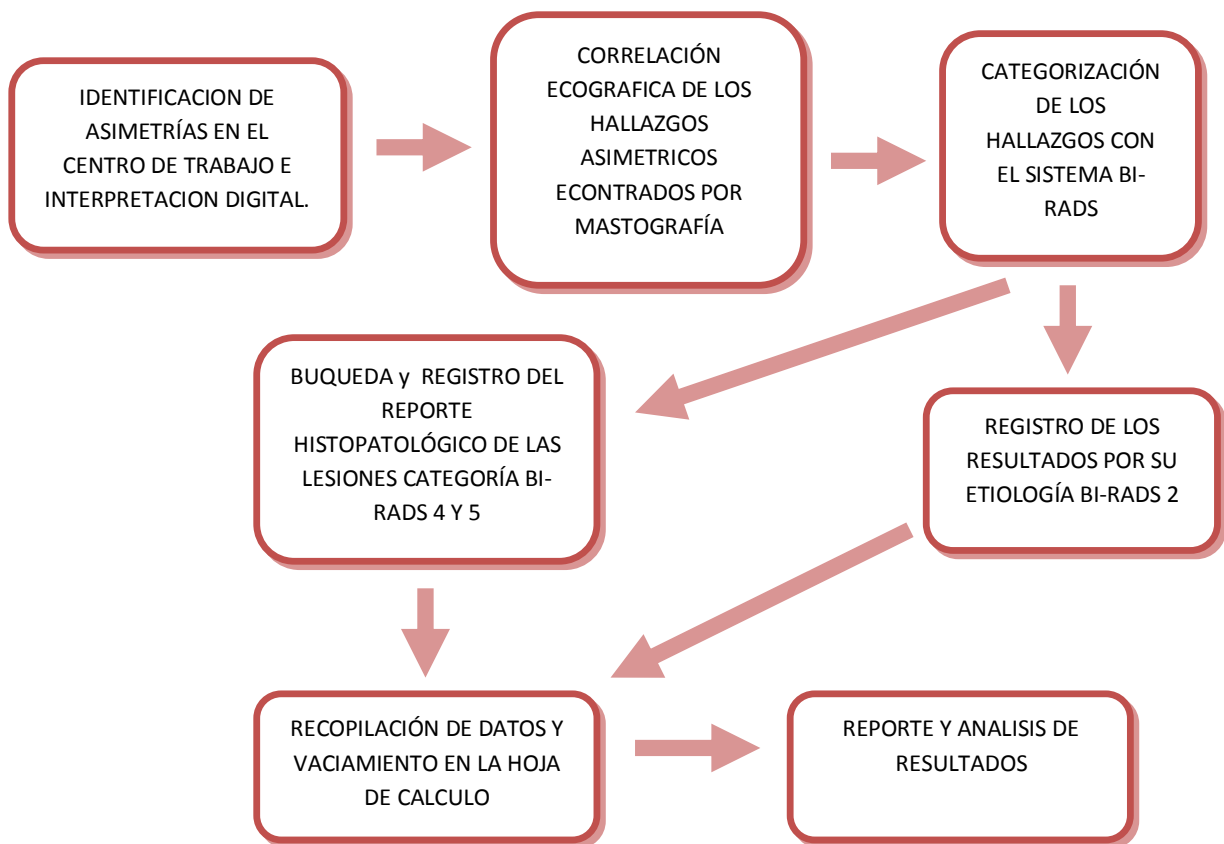 IDENTIFICACION DE
ASIMETRÍAS EN EL
CENTRO DE TRABAJO E
INTERPRETACION DIGITAL.
CORRELACIÓN
ECOGRAFICA DE LOS
HALLAZGOS
ASIMETRICOS
ECONTRADOS POR
MASTOGRAFÍA
CATEGORIZACIÓN
DE LOS
HALLAZGOS CON
EL SISTEMA BI-
RADS
BUQUEDA y REGISTRO DEL
REPORTE
HISTOPATOLÓGICO DE LAS
LESIONES CATEGORÍA BI-
RADS 4 Y 5
REGISTRO DE LOS
RESULTADOS POR SU
ETIOLOGÍA BI-RADS 2
RECOPILACIÓN DE DATOS Y
VACIAMIENTO EN LA HOJA
DE CALCULO
REPORTE Y ANALISIS DE
RESULTADOS